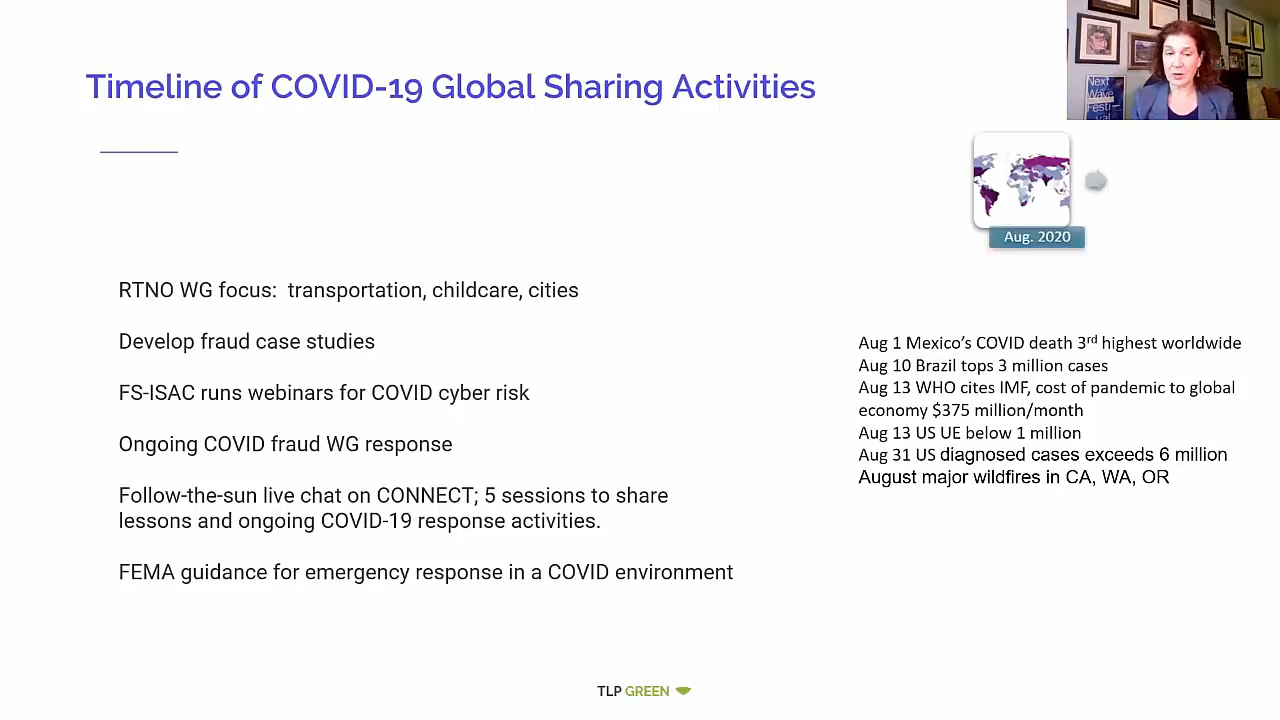 Timeline of COVID-19 Global Sharing Activities
Next
Wave
Festi-
val
Aug. 2020
RTNO WG focus:  transportation, childcare, cities
Develop fraud case studies
FS-ISAC runs webinars for COVID cyber risk
Ongoing COVID fraud WG response
Follow-the-sun live chat on CONNECT; 5 sessions to share
lessons and ongoing COVID-19 response activities.
FEMA guidance for emergency response in a COVID environment
Aug 1 Mexico’s COVID death 3rd highest worldwide
Aug 10 Brazil tops 3 million cases
Aug 13 WHO cites IMF, cost of pandemic to global
economy $375 million/month
Aug 13 US UE below 1 million
Aug 31 US diagnosed cases exceeds 6 million
August major wildfires in CA, WA, OR
TLP GREEN